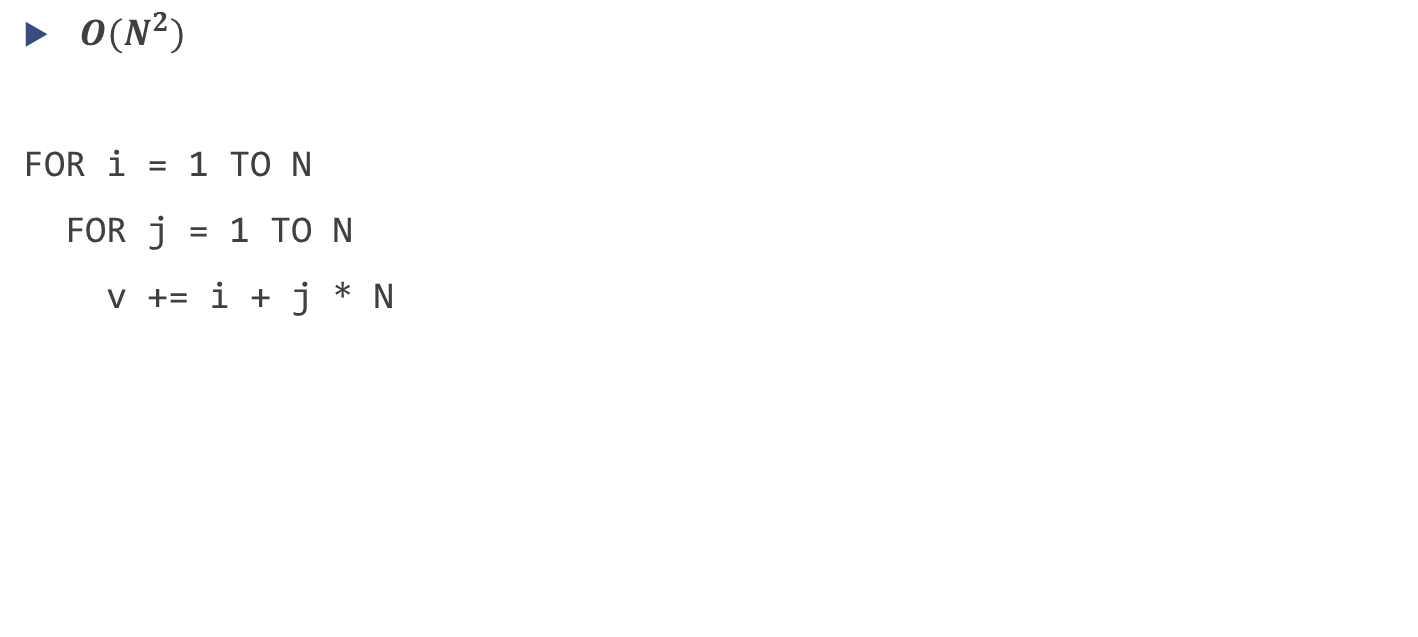 ▶ O(N²)
FOR i = 1 TO N
  FOR j = 1 TO N
    v += i + j * N